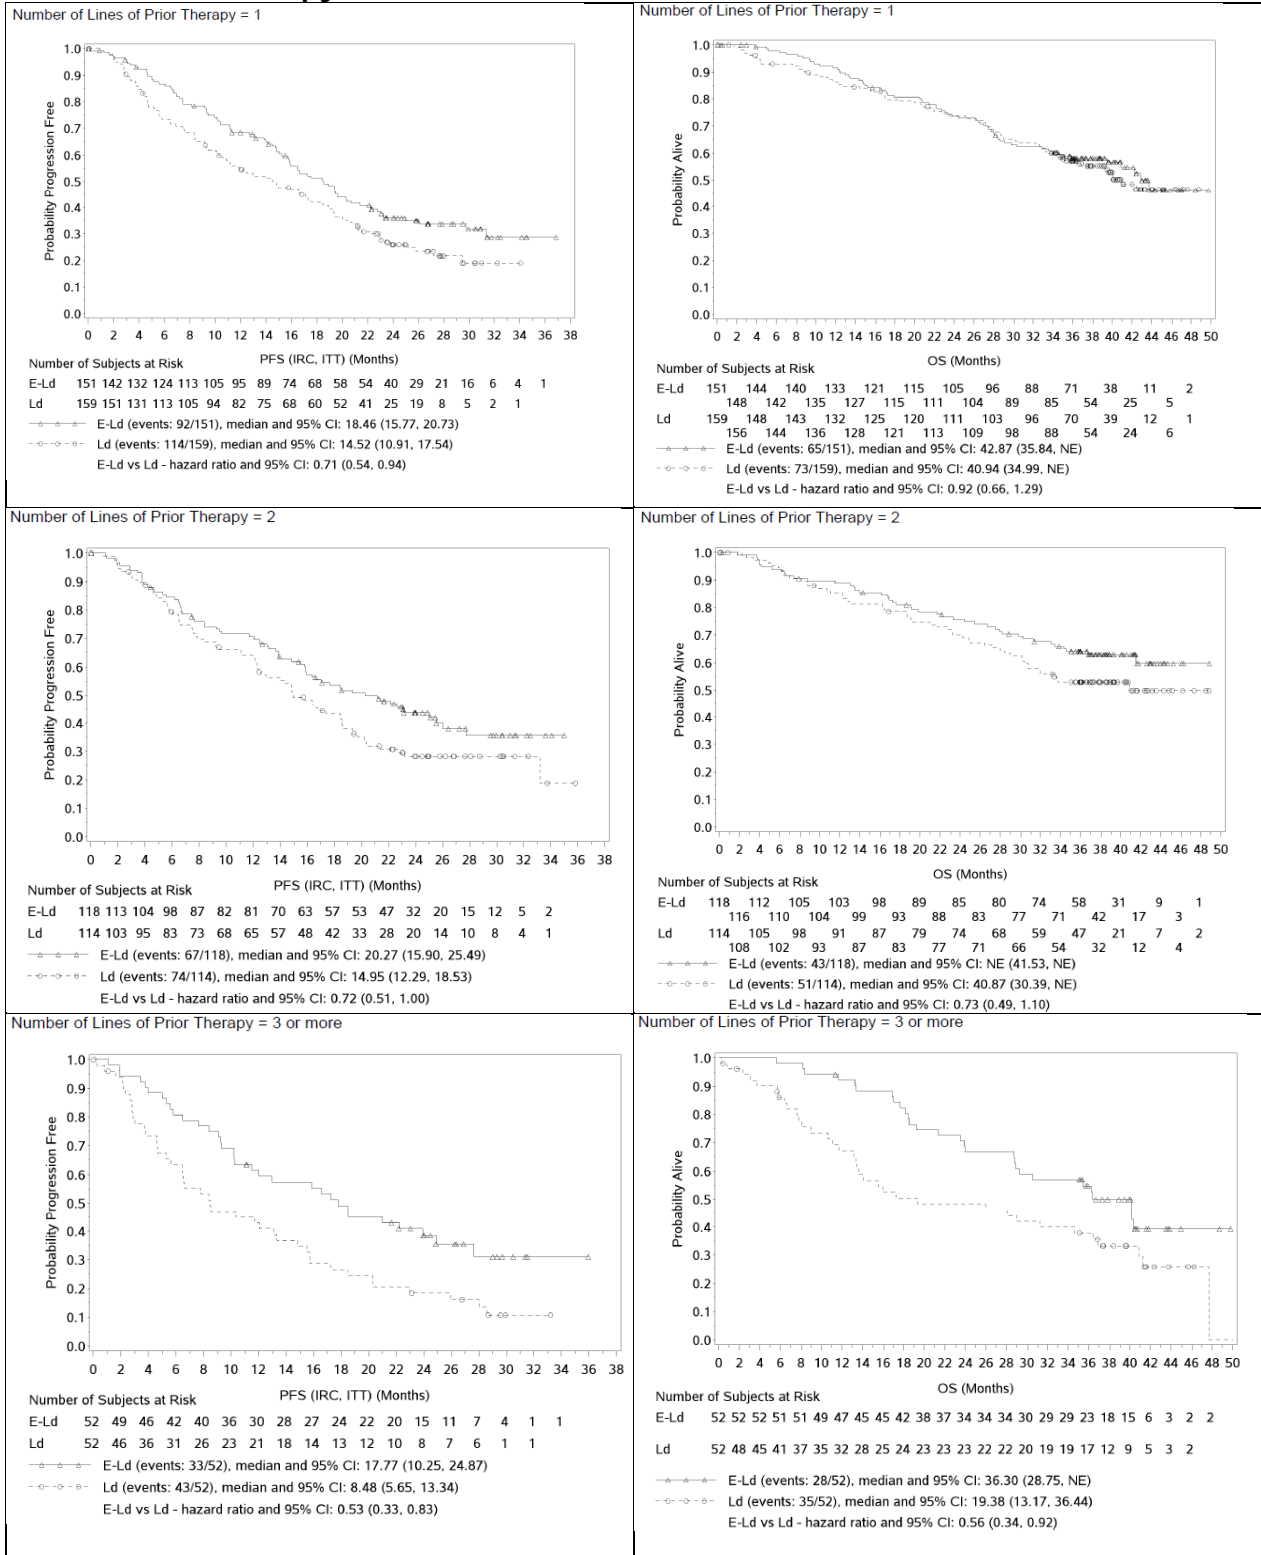 Number of Lines of Prior Therapy = 1
1.0
0.9
0.8
0.7
0.6
0.5
0.4
0.3
0.2
0.1
0.0
Probability Progression Free
0 2 4 6 8 10 12 14 16 18 20 22 24 26 28 30 32 34 36 38
PFS (IRC, ITT) (Months)
Number of Subjects at Risk
E-Ld 151 142 132 124 113 105 95 89 74 68 58 54 40 29 21 16 6 4 1
Ld 159 151 131 113 105 94 82 75 68 60 52 41 25 19 8 5 2 1
E-Ld (events: 92/151), median and 95% CI: 18.46 (15.77, 20.73)
Ld (events: 114/159), median and 95% CI: 14.52 (10.91, 17.54)
E-Ld vs Ld - hazard ratio and 95% CI: 0.71 (0.54, 0.94)
Number of Lines of Prior Therapy = 1
1.0
0.9
0.8
0.7
0.6
0.5
0.4
0.3
0.2
0.1
0.0
Probability Alive
0 2 4 6 8 10 12 14 16 18 20 22 24 26 28 30 32 34 36 38 40 42 44 46 48 50
OS (Months)
Number of Subjects at Risk
E-Ld 151 144 140 133 121 115 105 96 88 71 38 11 2
148 142 135 127 115 111 104 89 85 54 25 5
Ld 159 148 143 132 125 120 111 103 96 70 39 12 1
156 144 136 128 121 113 109 98 88 54 24 6
E-Ld (events: 65/151), median and 95% CI: 42.87 (35.84, NE)
Ld (events: 73/159), median and 95% CI: 40.94 (34.99, NE)
E-Ld vs Ld - hazard ratio and 95% CI: 0.92 (0.66, 1.29)
Number of Lines of Prior Therapy = 2
1.0
0.9
0.8
0.7
0.6
0.5
0.4
0.3
0.2
0.1
0.0
Probability Progression Free
0 2 4 6 8 10 12 14 16 18 20 22 24 26 28 30 32 34 36 38
PFS (IRC, ITT) (Months)
Number of Subjects at Risk
E-Ld 118 113 104 98 87 82 81 70 63 57 53 47 32 20 15 12 5 2
Ld 114 103 95 83 73 68 65 57 48 42 33 28 20 14 10 8 4 1
E-Ld (events: 67/118), median and 95% CI: 20.27 (15.90, 25.49)
Ld (events: 74/114), median and 95% CI: 14.95 (12.29, 18.53)
E-Ld vs Ld - hazard ratio and 95% CI: 0.72 (0.51, 1.00)
Number of Lines of Prior Therapy = 2
1.0
0.9
0.8
0.7
0.6
0.5
0.4
0.3
0.2
0.1
0.0
Probability Alive
0 2 4 6 8 10 12 14 16 18 20 22 24 26 28 30 32 34 36 38 40 42 44 46 48 50
OS (Months)
Number of Subjects at Risk
E-Ld 118 112 105 103 98 89 85 80 74 58 31 9 1
116 110 104 99 93 88 83 77 71 42 17 3
Ld 114 105 98 91 87 79 74 68 59 47 21 7 2
108 102 93 87 83 77 71 66 54 32 12 4
E-Ld (events: 43/118), median and 95% CI: NE (41.53, NE)
Ld (events: 51/114), median and 95% CI: 40.87 (30.39, NE)
E-Ld vs Ld - hazard ratio and 95% CI: 0.73 (0.49, 1.10)
Number of Lines of Prior Therapy = 3 or more
1.0
0.9
0.8
0.7
0.6
0.5
0.4
0.3
0.2
0.1
0.0
Probability Progression Free
0 2 4 6 8 10 12 14 16 18 20 22 24 26 28 30 32 34 36 38
PFS (IRC, ITT) (Months)
Number of Subjects at Risk
E-Ld 52 49 46 42 40 36 30 28 27 24 22 20 15 11 7 4 1 1
Ld 52 46 36 31 26 23 21 18 14 13 12 10 8 7 6 1 1
E-Ld (events: 33/52), median and 95% CI: 17.77 (10.25, 24.87)
Ld (events: 43/52), median and 95% CI: 8.48 (5.65, 13.34)
E-Ld vs Ld - hazard ratio and 95% CI: 0.53 (0.33, 0.83)
Number of Lines of Prior Therapy = 3 or more
1.0
0.9
0.8
0.7
0.6
0.5
0.4
0.3
0.2
0.1
0.0
Probability Alive
0 2 4 6 8 10 12 14 16 18 20 22 24 26 28 30 32 34 36 38 40 42 44 46 48 50
OS (Months)
Number of Subjects at Risk
E-Ld 52 52 52 51 51 49 47 45 45 42 38 37 34 34 34 30 29 29 23 18 15 6 3 2 2
Ld 52 48 45 41 37 35 32 28 25 24 23 23 23 22 22 20 19 19 17 12 9 5 3 2
E-Ld (events: 28/52), median and 95% CI: 36.30 (28.75, NE)
Ld (events: 35/52), median and 95% CI: 19.38 (13.17, 36.44)
E-Ld vs Ld - hazard ratio and 95% CI: 0.56 (0.34, 0.92)